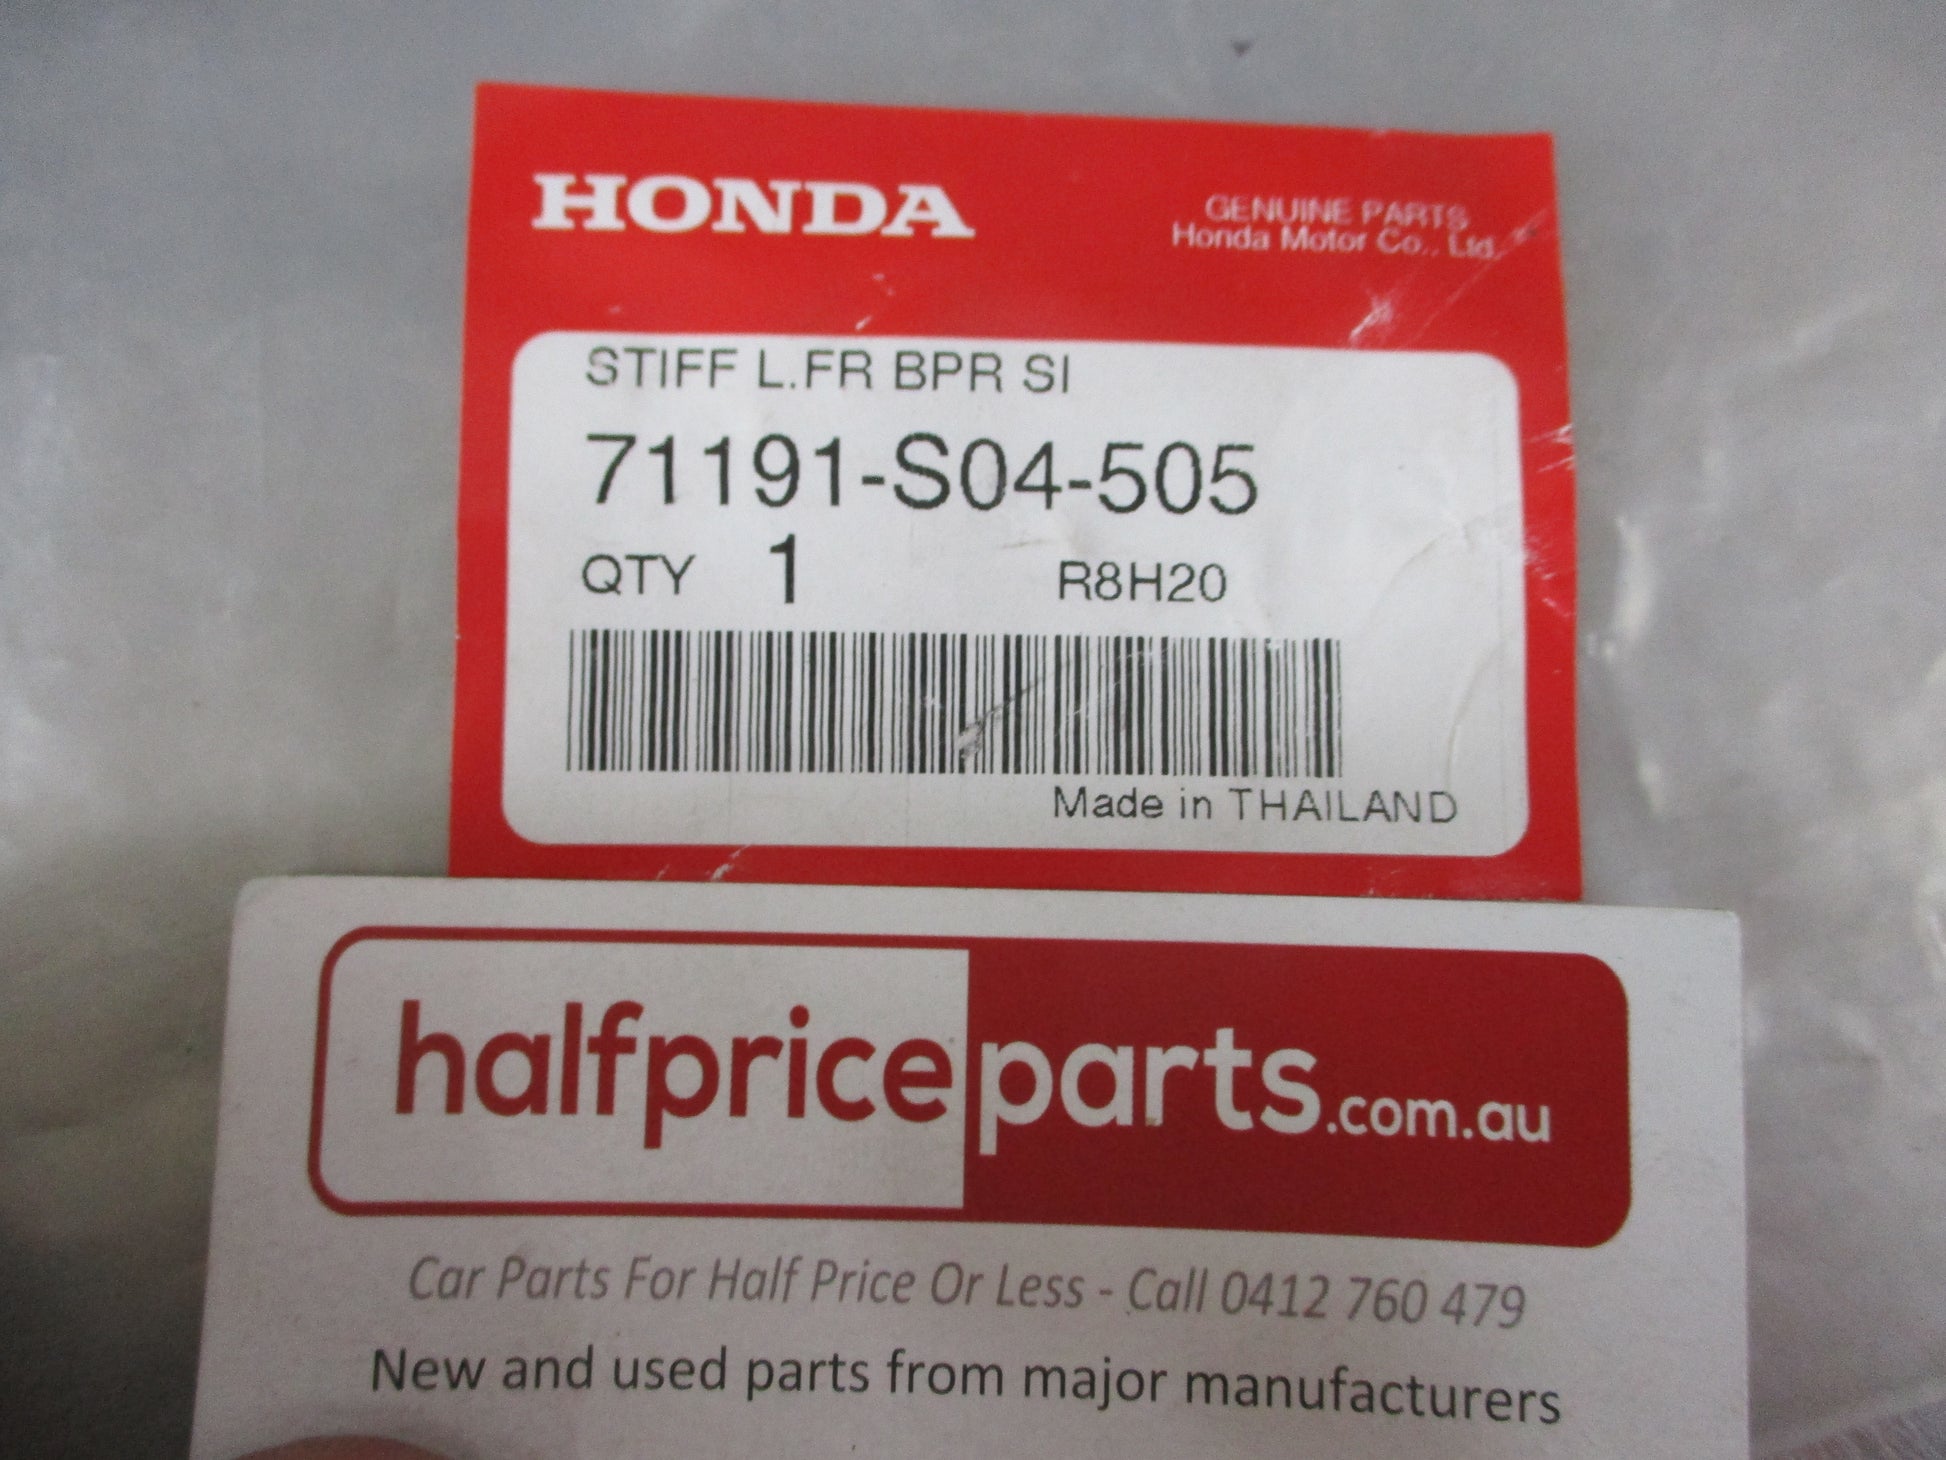 HONDA
GENUINE PARTS
Honda Motor Co., Ltd.
STIFF L.FR BPR SI
71191-S04-505
QTY 1 R8H20
Made in THAILAND
halfpriceparts.com.au
Car Parts For Half Price Or Less - Call 0412 760 479
New and used parts from major manufacturers